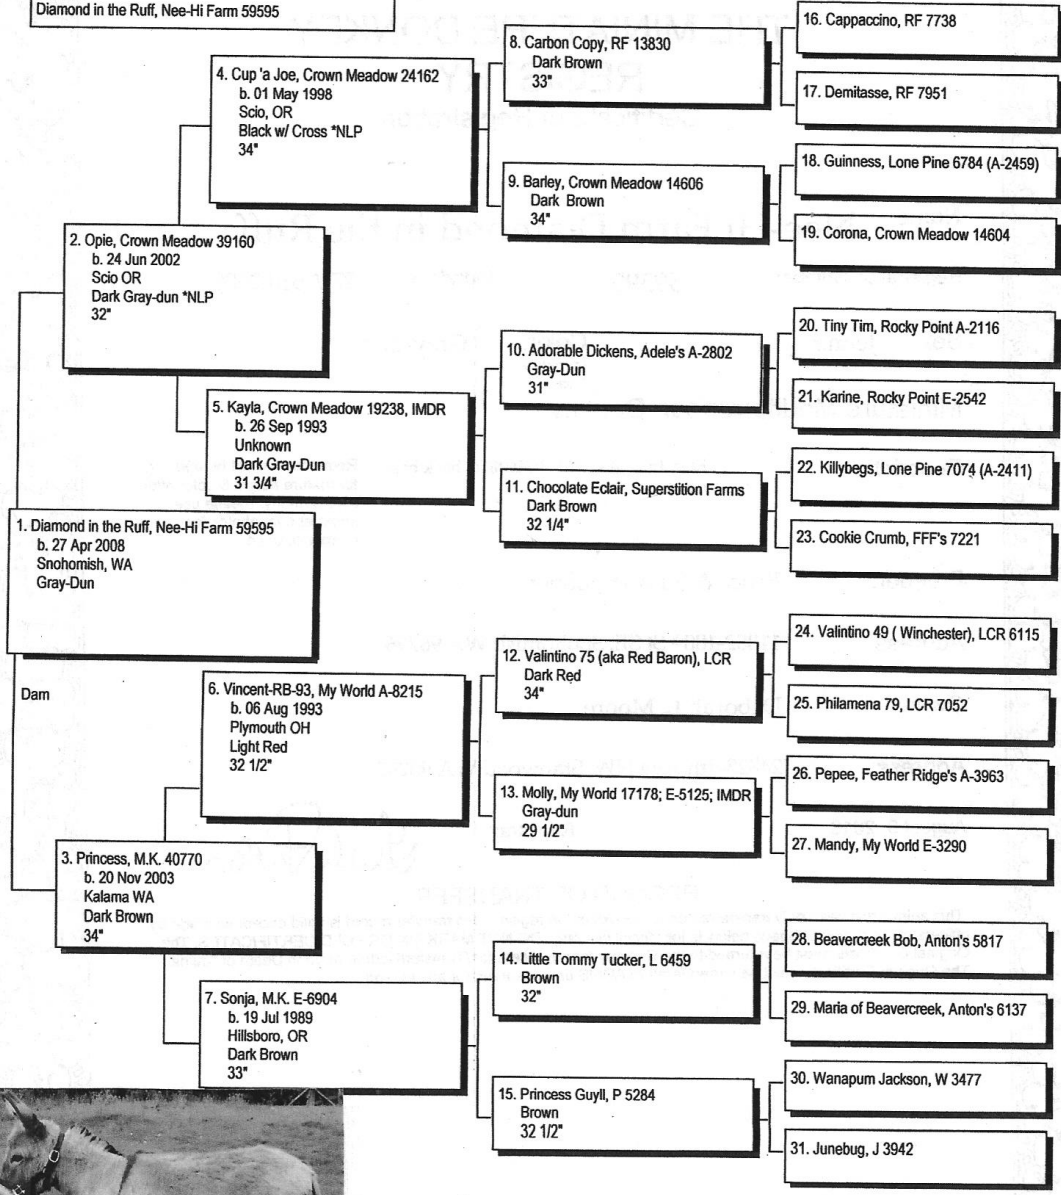 Diamond in the Ruff, Nee-Hi Farm 59595
16. Cappaccino, RF 7738
8. Carbon Copy, RF 13830
Dark Brown
33"
4. Cup 'a Joe, Crown Meadow 24162
b. 01 May 1998
Scio, OR
Black w/ Cross *NLP
34"
17. Demitasse, RF 7951
18. Guinness, Lone Pine 6784 (A-2459)
9. Barley, Crown Meadow 14606
Dark Brown
34"
19. Corona, Crown Meadow 14604
2. Opie, Crown Meadow 39160
b. 24 Jun 2002
Scio OR
Dark Gray-dun *NLP
32"
20. Tiny Tim, Rocky Point A-2116
10. Adorable Dickens, Adele's A-2802
Gray-Dun
31"
21. Karine, Rocky Point E-2542
5. Kayla, Crown Meadow 19238, IMDR
b. 26 Sep 1993
Unknown
Dark Gray-Dun
31 3/4"
22. Killybegs, Lone Pine 7074 (A-2411)
11. Chocolate Eclair, Superstition Farms
Dark Brown
32 1/4"
23. Cookie Crumb, FFF's 7221
1. Diamond in the Ruff, Nee-Hi Farm 59595
b. 27 Apr 2008
Snohomish, WA
Gray-Dun
24. Valintino 49 ( Winchester), LCR 6115
12. Valintino 75 (aka Red Baron), LCR
Dark Red
34"
25. Philamena 79, LCR 7052
Dam
6. Vincent-RB-93, My World A-8215
b. 06 Aug 1993
Plymouth OH
Light Red
32 1/2"
26. Pepee, Feather Ridge's A-3963
13. Molly, My World 17178; E-5125; IMDR
Gray-dun
29 1/2"
27. Mandy, My World E-3290
3. Princess, M.K. 40770
b. 20 Nov 2003
Kalama WA
Dark Brown
34"
28. Beavercreek Bob, Anton's 5817
14. Little Tommy Tucker, L 6459
Brown
32"
29. Maria of Beavercreek, Anton's 6137
7. Sonja, M.K. E-6904
b. 19 Jul 1989
Hillsboro, OR
Dark Brown
33"
30. Wanapum Jackson, W 3477
15. Princess Guyll, P 5284
Brown
32 1/2"
31. Junebug, J 3942